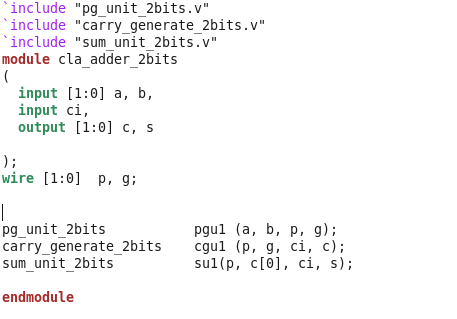 `include "pg_unit_2bits.v"
`include "carry_generate_2bits.v"
`include "sum_unit_2bits.v"
module cla_adder_2bits
(
  input [1:0] a, b,
  input ci,
  output [1:0] c, s
);
wire [1:0]  p, g;
pg_unit_2bits           pgu1 (a, b, p, g);
carry_generate_2bits    cgu1 (p, g, ci, c);
sum_unit_2bits          su1(p, c[0], ci, s);
endmodule